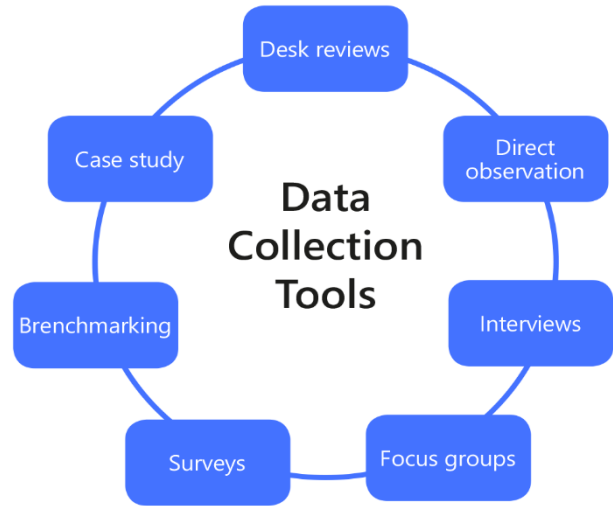 Data
Collection
Tools
Desk reviews
Direct
observation
Interviews
Focus groups
Surveys
Brenchmarking
Case study